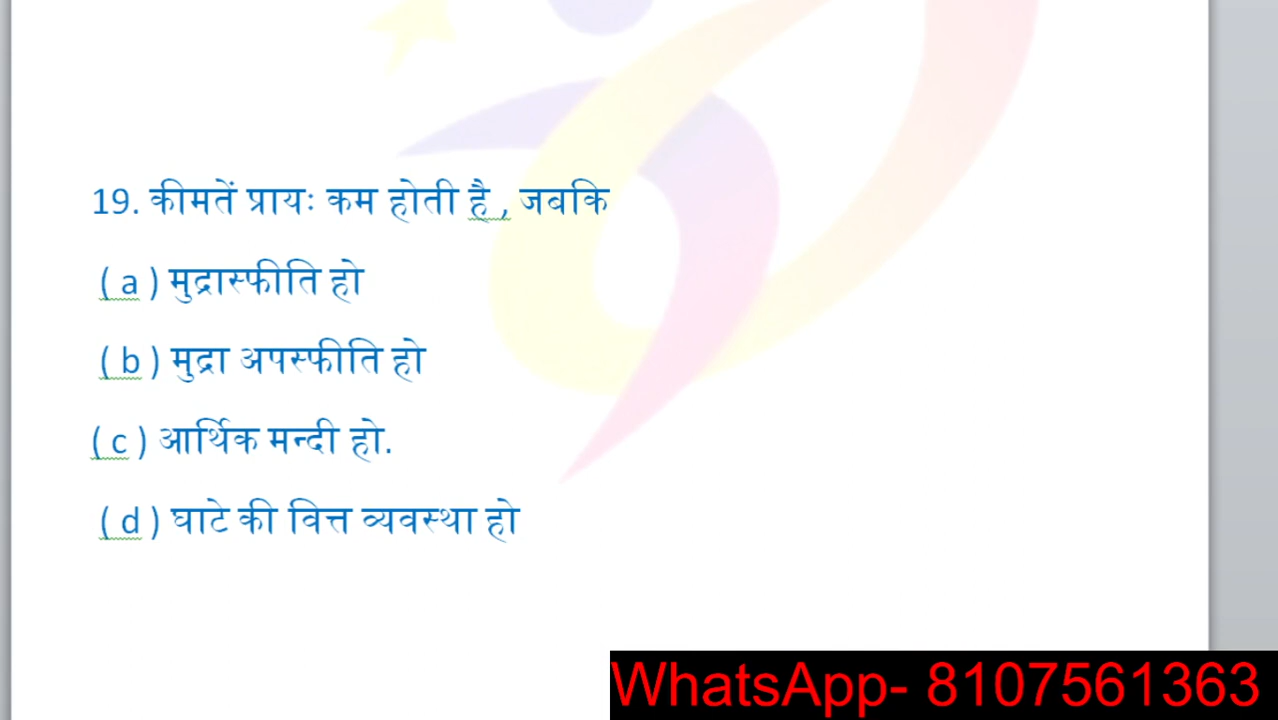 19. कीमतें प्रायः कम होती है , जबकि
( a ) मुद्रास्फीति हो
( b ) मुद्रा अपस्फीति हो
( c ) आर्थिक मन्दी हो.
( d ) घाटे की वित्त व्यवस्था हो
WhatsApp- 8107561363